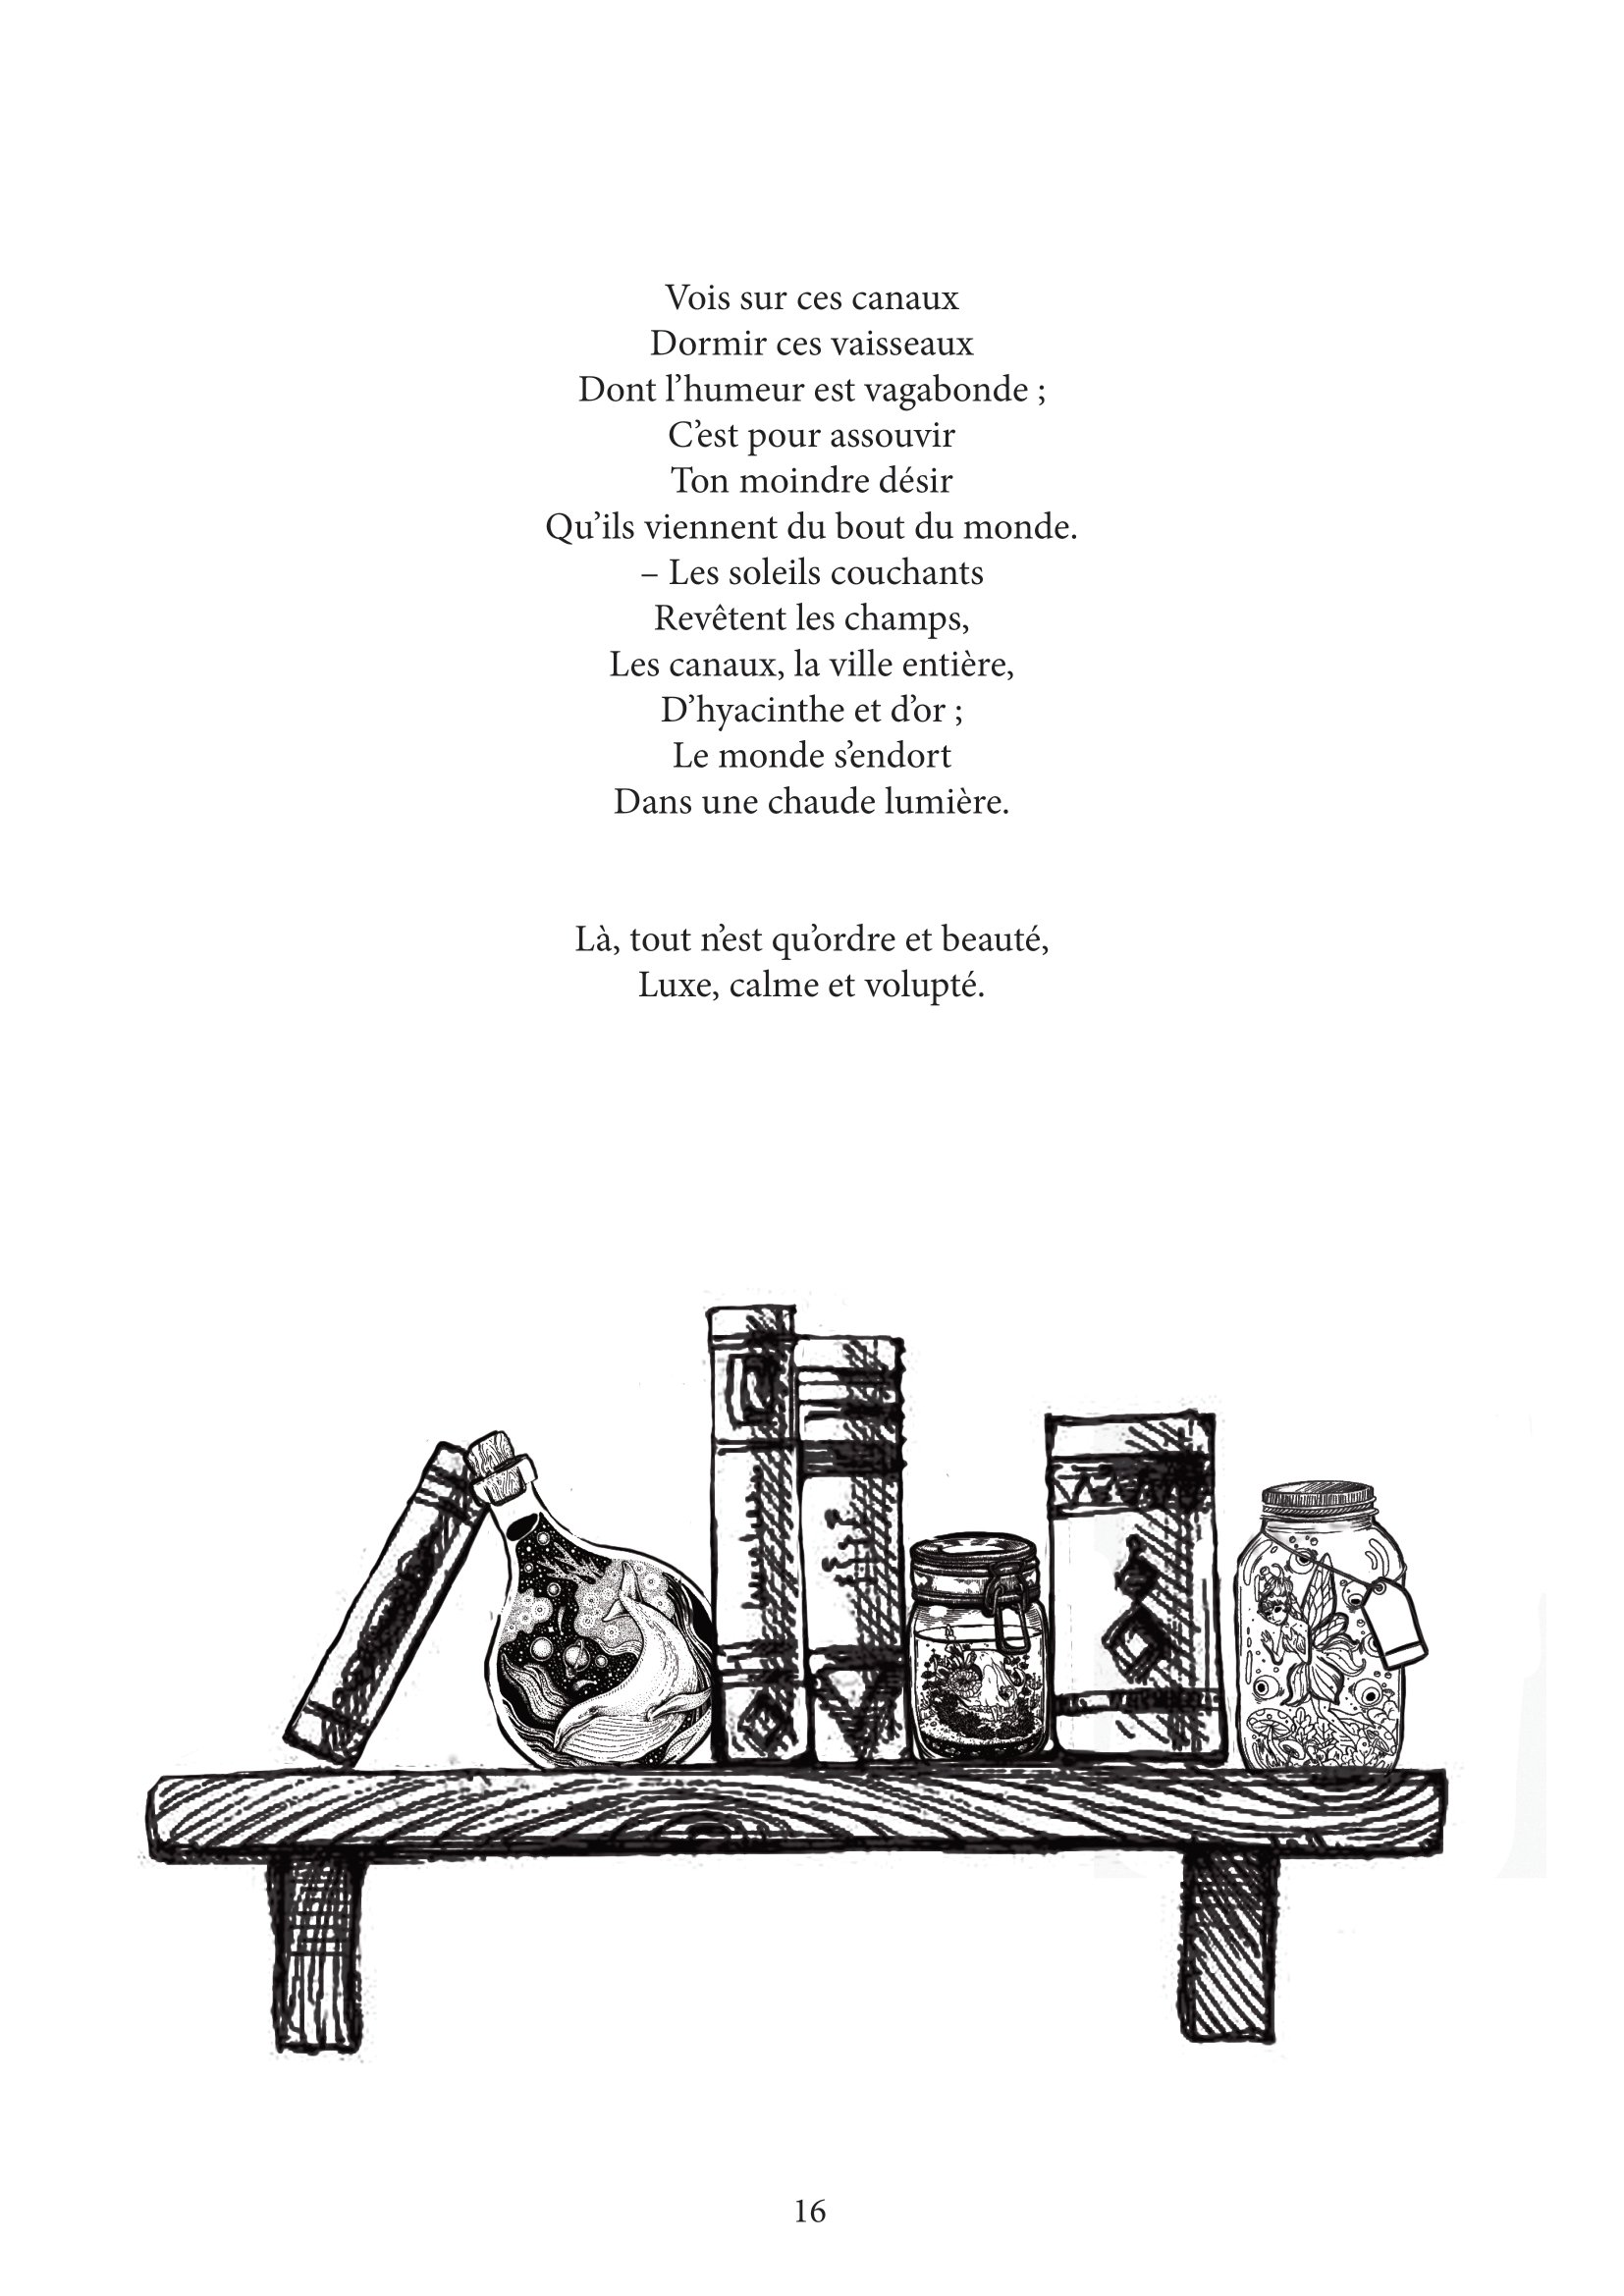 Vois sur ces canaux
Dormir ces vaisseaux
Dont l’humeur est vagabonde ;
C’est pour assouvir
Ton moindre désir
Qu’ils viennent du bout du monde.
– Les soleils couchants
Revêtent les champs,
Les canaux, la ville entière,
D’hyacinthe et d’or ;
Le monde s’endort
Dans une chaude lumière.
Là, tout n’est qu’ordre et beauté,
Luxe, calme et volupté.
16